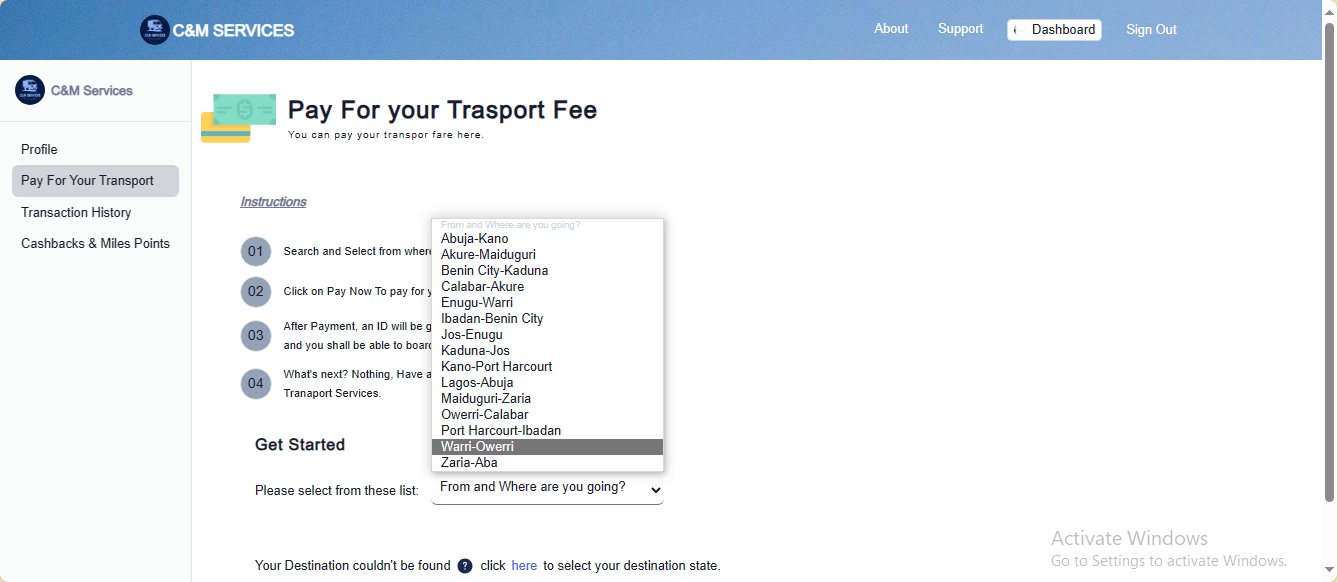 C&M SERVICES
About
Support
Dashboard
Sign Out
C&M Services
Profile
Pay For Your Transport
Transaction History
Cashbacks & Miles Points
Pay For your Trasport Fee
You can pay your transpor fare here.
Instructions
01 Search and Select from where
02 Click on Pay Now To pay for y
03 After Payment, an ID will be g
and you shall be able to boar
04 What's next? Nothing, Have a
Tranaport Services.
From and Where are you going?
Abuja-Kano
Akure-Maiduguri
Benin City-Kaduna
Calabar-Akure
Enugu-Warri
Ibadan-Benin City
Jos-Enugu
Kaduna-Jos
Kano-Port Harcourt
Lagos-Abuja
Maiduguri-Zaria
Owerri-Calabar
Port Harcourt-Ibadan
Warri-Owerri
Zaria-Aba
Get Started
Please select from these list: From and Where are you going?
Your Destination couldn't be found ? click here to select your destination state.
Activate Windows
Go to Settings to activate Windows.